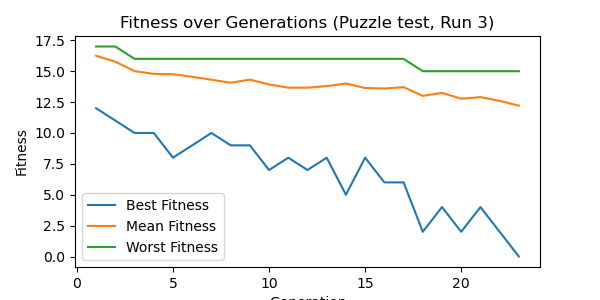 Fitness over Generations (Puzzle test, Run 3)
17.5
15.0
12.5
10.0
7.5
5.0
2.5
0.0
Fitness
Best Fitness
Mean Fitness
Worst Fitness
0 5 10 15 20
Generation